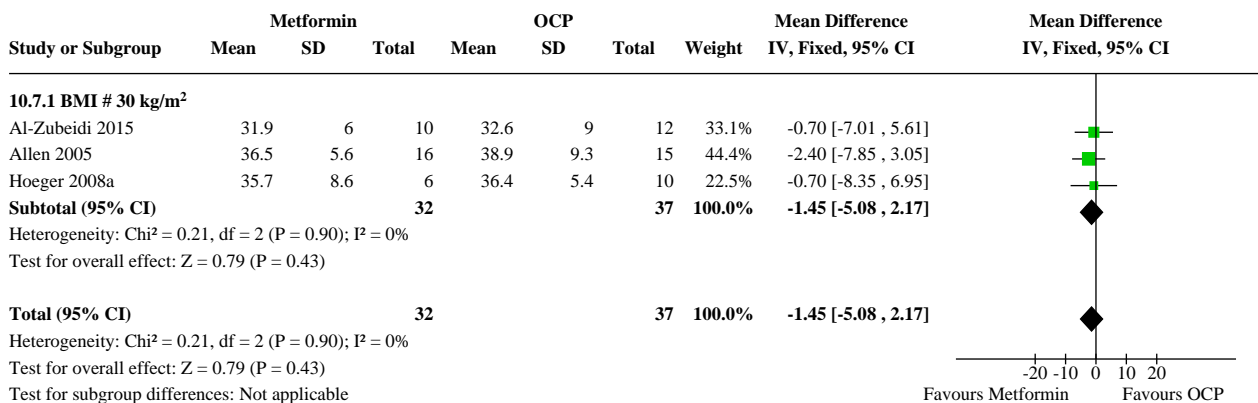 Metformin OCP Mean Difference Mean Difference
Study or Subgroup Mean SD Total Mean SD Total Weight IV, Fixed, 95% CI IV, Fixed, 95% CI
10.7.1 BMI # 30 kg/m²
Al-Zubeidi 2015 31.9 6 10 32.6 9 12 33.1% -0.70 [-7.01 , 5.61]
Allen 2005 36.5 5.6 16 38.9 9.3 15 44.4% -2.40 [-7.85 , 3.05]
Hoeger 2008a 35.7 8.6 6 36.4 5.4 10 22.5% -0.70 [-8.35 , 6.95]
Subtotal (95% CI) 32 37 100.0% -1.45 [-5.08 , 2.17]
Heterogeneity: Chi² = 0.21, df = 2 (P = 0.90); I² = 0%
Test for overall effect: Z = 0.79 (P = 0.43)
Total (95% CI) 32 37 100.0% -1.45 [-5.08 , 2.17]
Heterogeneity: Chi² = 0.21, df = 2 (P = 0.90); I² = 0%
Test for overall effect: Z = 0.79 (P = 0.43)
-20 -10 0 10 20
Test for subgroup differences: Not applicable Favours Metformin Favours OCP